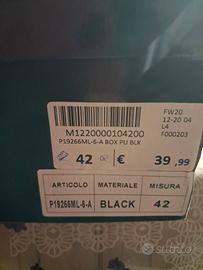 FW20
12-20 04
L4
F000203
M1220000104200
P19266ML-6-A BOX PU BLK
42 € 39,99
ARTICOLO MATERIALE MISURA
P19266ML-6-A BLACK 42
subito